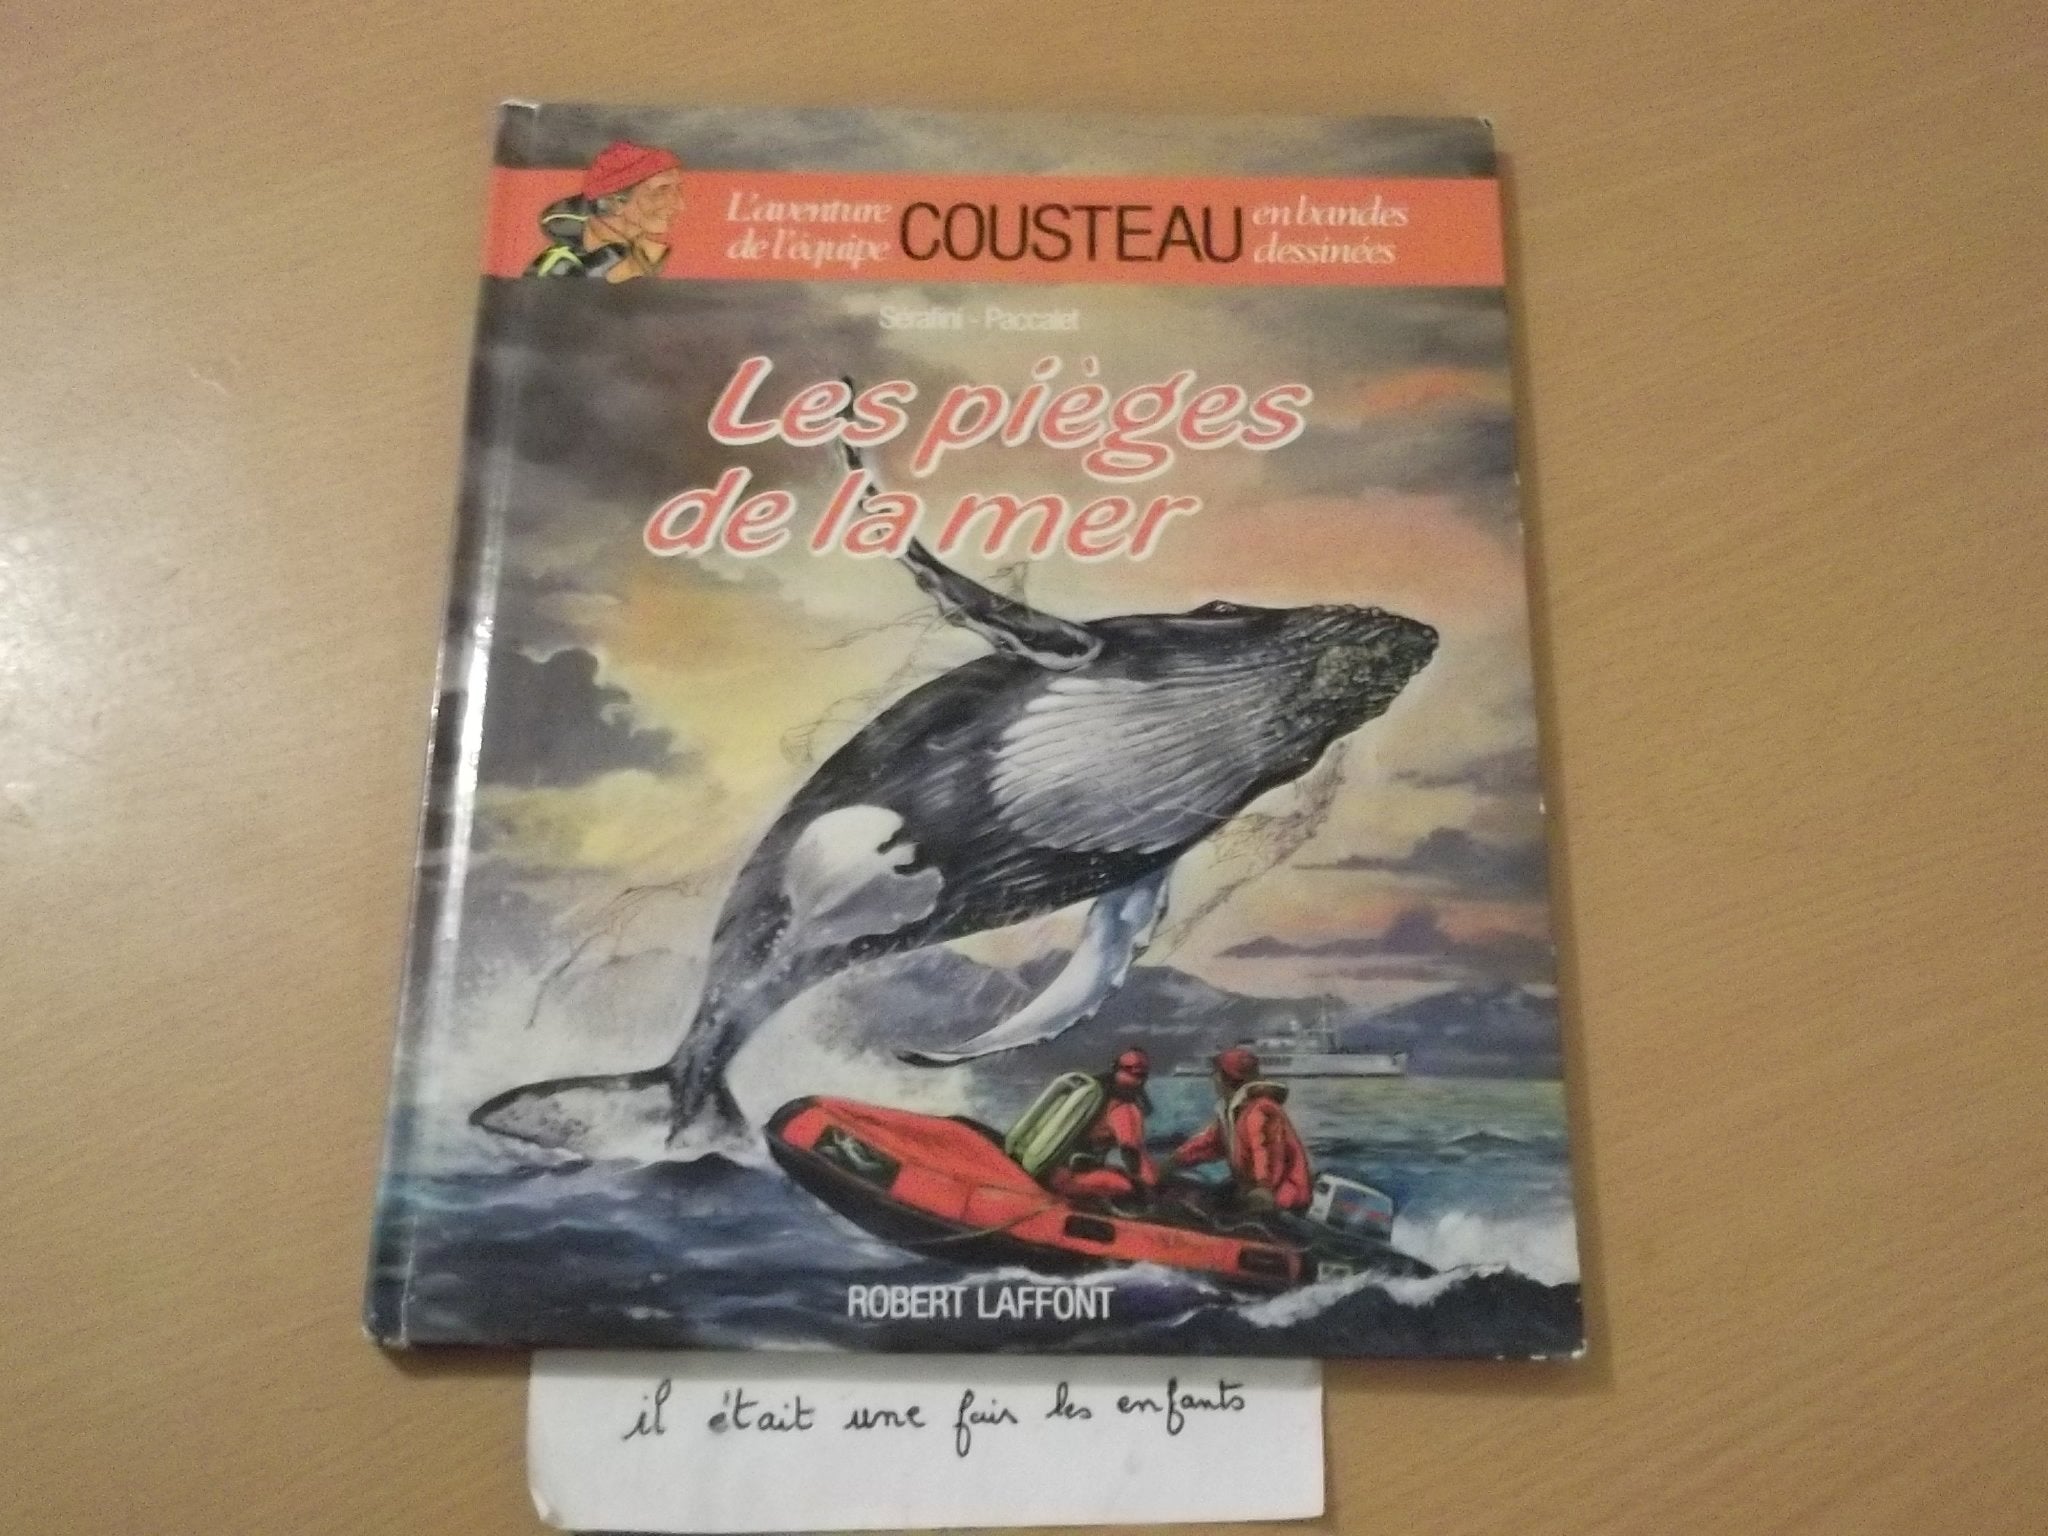 L'aventure
de l'équipe
COUSTEAU
en bandes
dessinées
Sérafini - Paccalet
Les pièges
de la mer
ROBERT LAFFONT
il était une fair les enfants